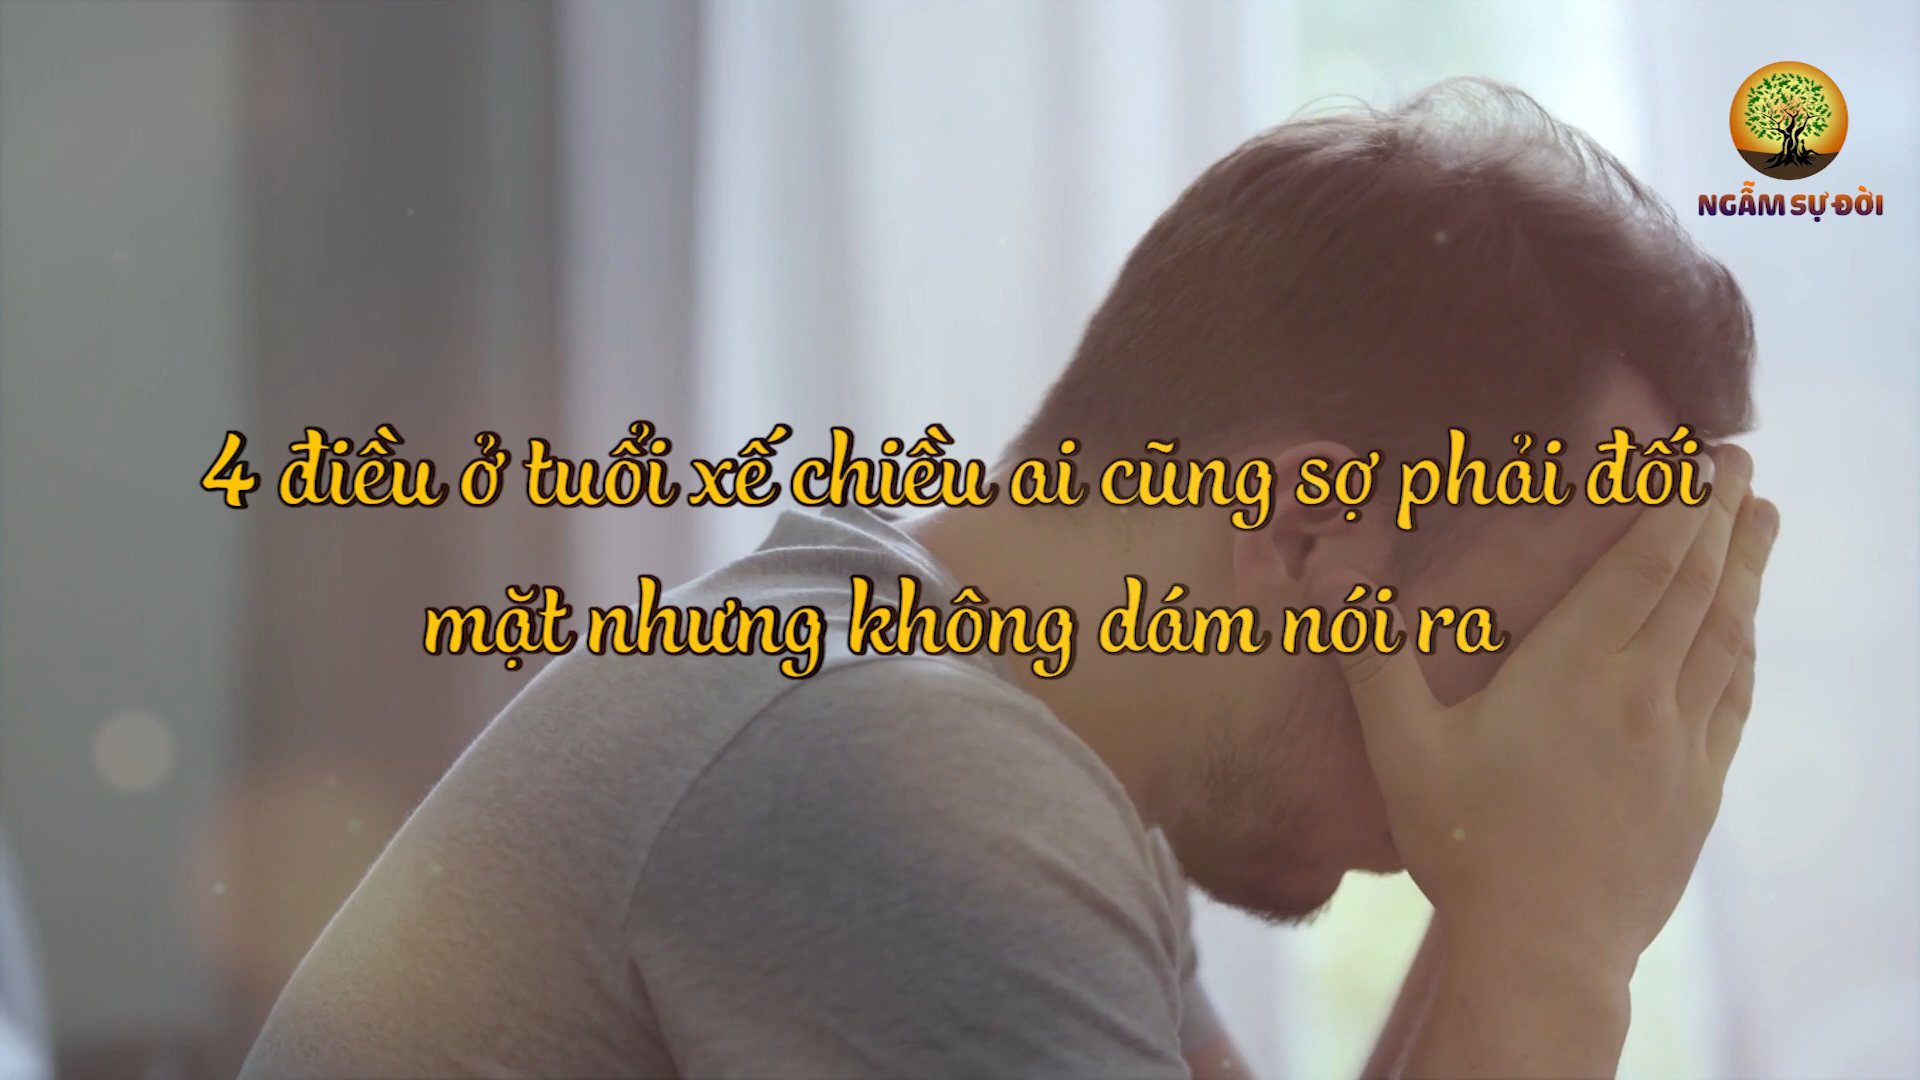 NGẪM SỰ ĐỜI
4 điều ở tuổi xế chiều ai cũng sợ phải đối
mặt nhưng không dám nói ra